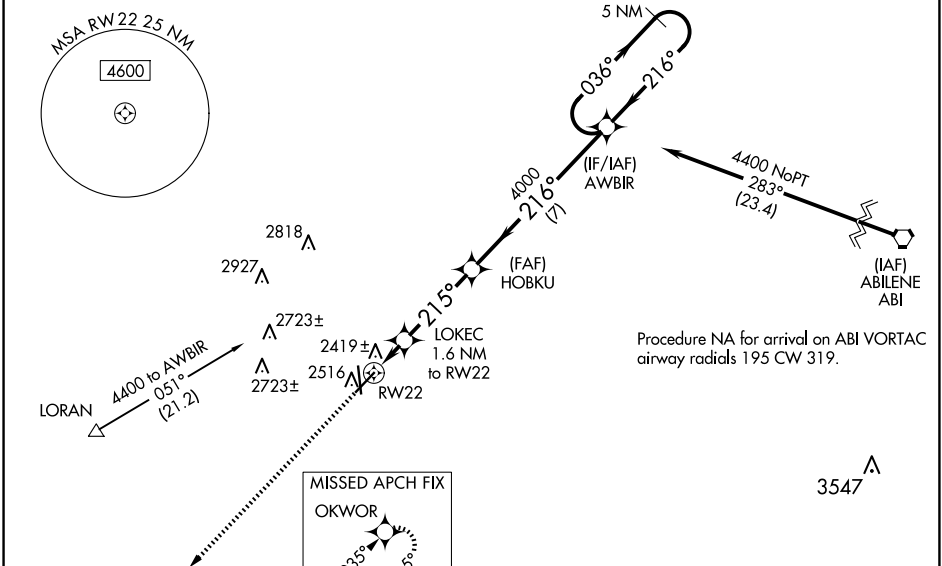 MSA RW22 25 NM
4600
5 NM
036°
216°
(IF/IAF)
AWBIR
4400 NoPT
283°
(23.4)
4000
216°
(7)
(IAF)
ABILENE
ABI
2818
2927
(FAF)
HOBKU
215°
2723±
LOKEC
1.6 NM
to RW22
2419±
Procedure NA for arrival on ABI VORTAC
airway radials 195 CW 319.
4400 to AWBIR
051°
(21.2)
2723±
2516
RW22
LORAN
MISSED APCH FIX
OKWOR
3547